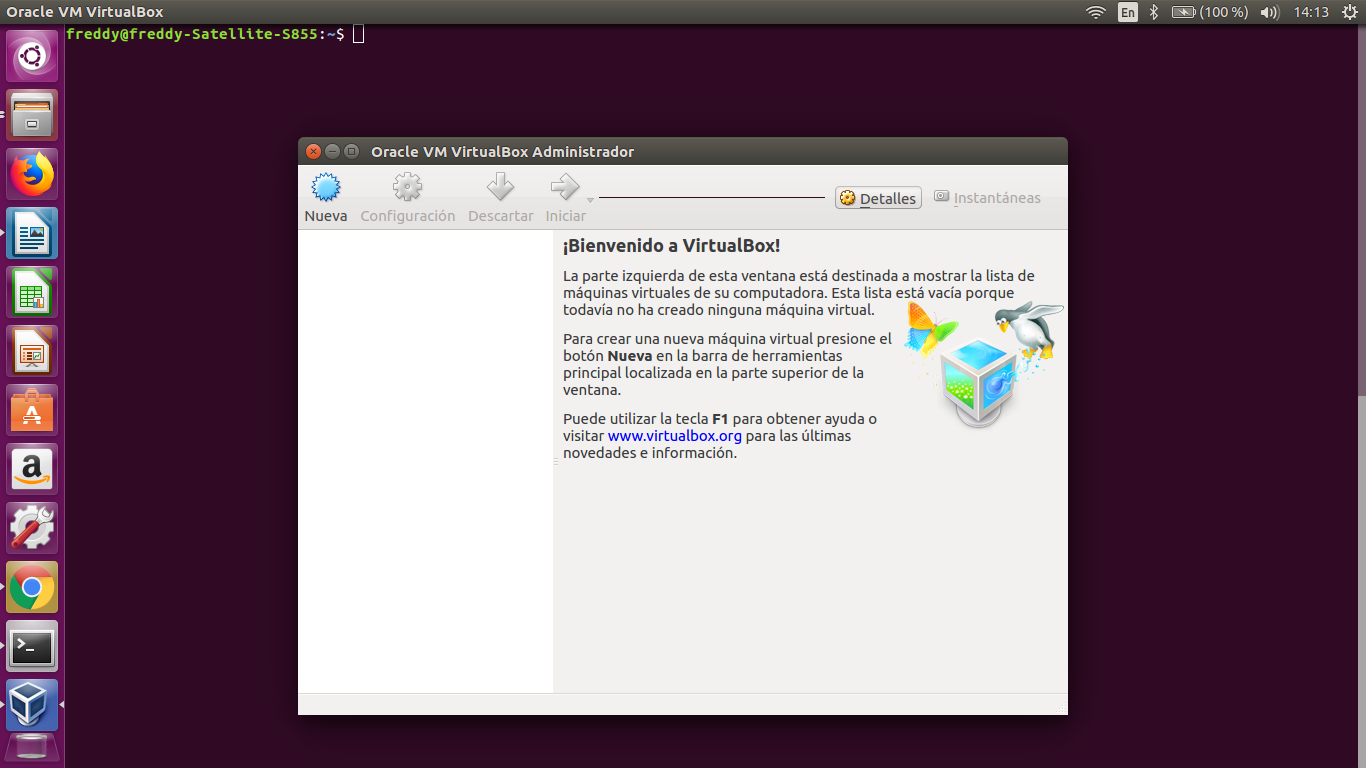 Oracle VM VirtualBox
En
(100 %)
14:13
freddy@freddy-Satellite-S855:~$
Oracle VM VirtualBox Administrador
Nueva
Configuración
Descartar
Iniciar
Detalles
Instantáneas
¡Bienvenido a VirtualBox!
La parte izquierda de esta ventana está destinada a mostrar la lista de
máquinas virtuales de su computadora. Esta lista está vacía porque
todavía no ha creado ninguna máquina virtual.
Para crear una nueva máquina virtual presione el
botón Nueva en la barra de herramientas
principal localizada en la parte superior de la
ventana.
Puede utilizar la tecla F1 para obtener ayuda o
visitar www.virtualbox.org para las últimas
novedades e información.